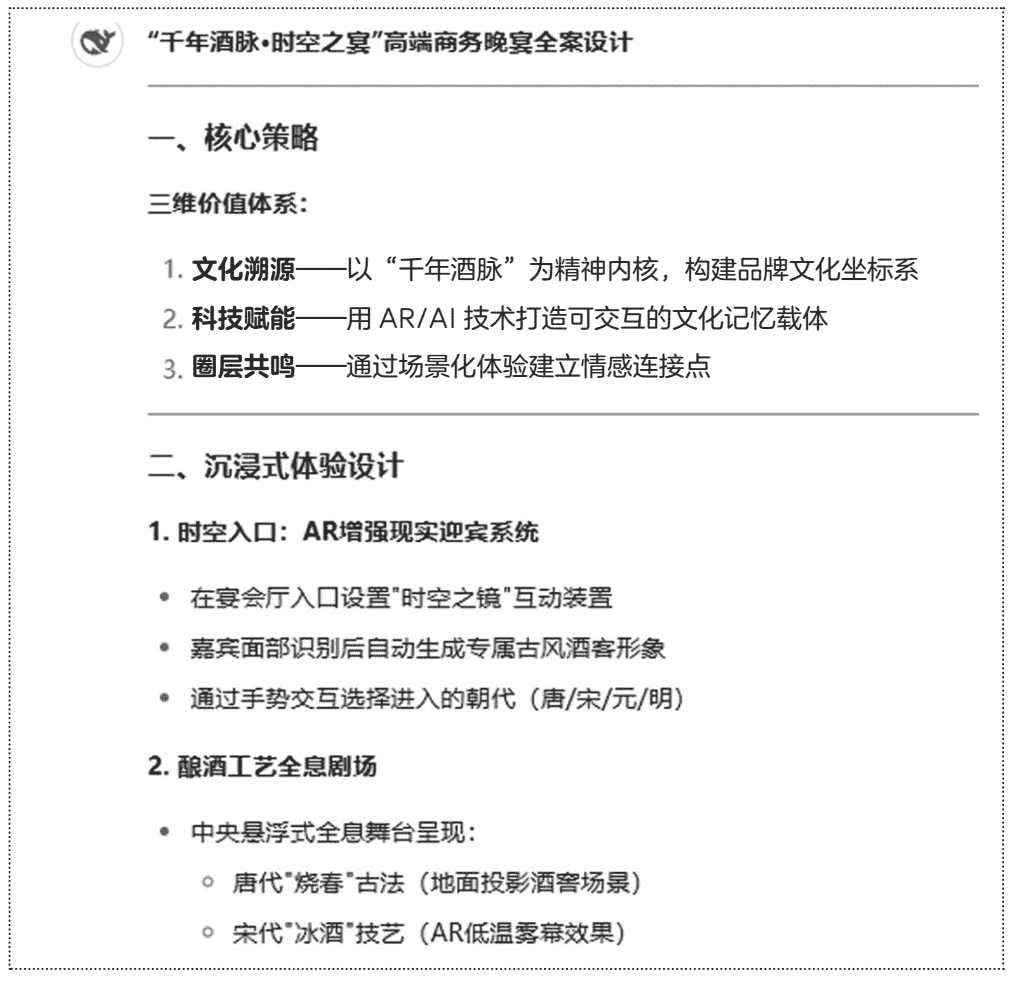 “千年酒脉•时空之宴”高端商务晚宴全案设计
一、核心策略
三维价值体系：
1. 文化溯源——以“千年酒脉”为精神内核，构建品牌文化坐标系
2. 科技赋能——用 AR/AI 技术打造可交互的文化记忆载体
3. 圈层共鸣——通过场景化体验建立情感连接点
二、沉浸式体验设计
1. 时空入口：AR增强现实迎宾系统
• 在宴会厅入口设置"时空之镜"互动装置
• 嘉宾面部识别后自动生成专属古风酒客形象
• 通过手势交互选择进入的朝代（唐/宋/元/明）
2. 酿酒工艺全息剧场
• 中央悬浮式全息舞台呈现：
○ 唐代"烧春"古法（地面投影酒窖场景）
○ 宋代"冰酒"技艺（AR低温雾幕效果）